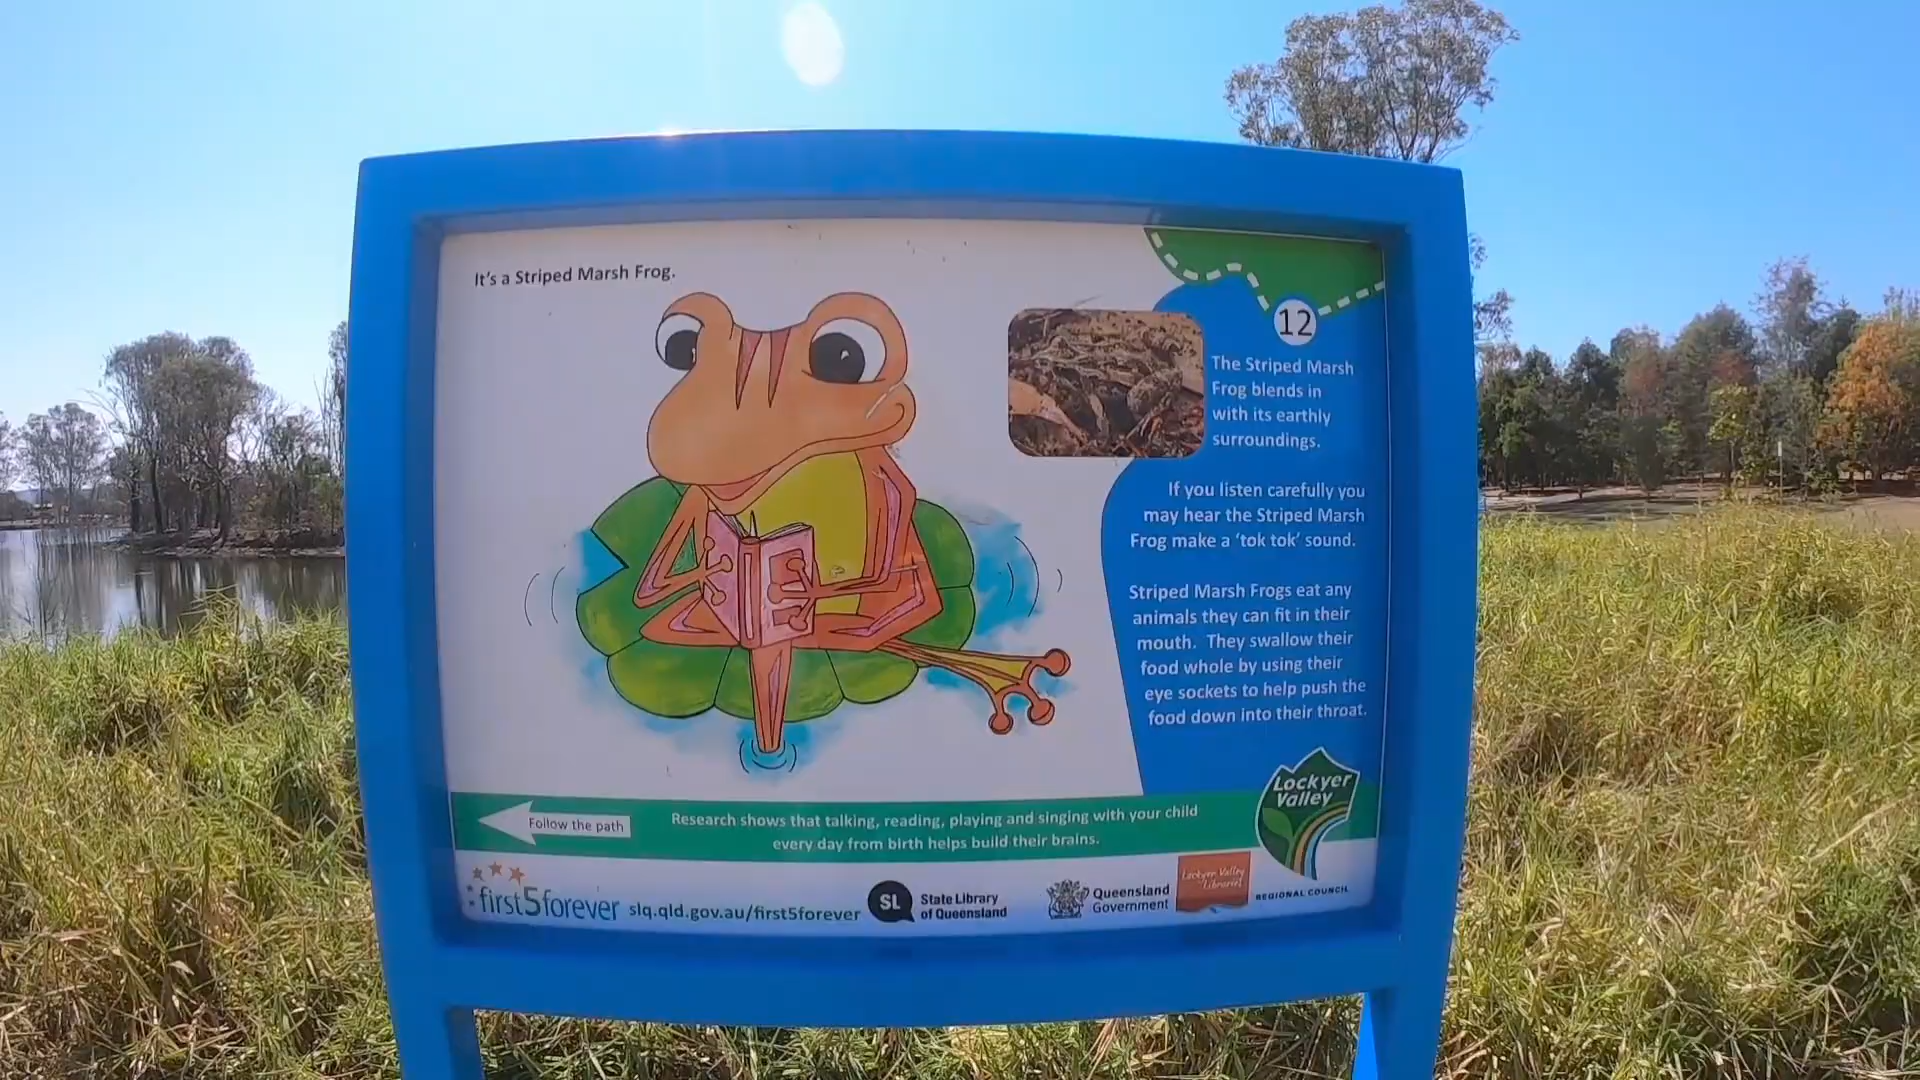 It's a Striped Marsh Frog.
12
The Striped Marsh
Frog blends in
with its earthly
surroundings.
If you listen carefully you
may hear the Striped Marsh
Frog make a 'tok tok' sound.
Striped Marsh Frogs eat any
animals they can fit in their
mouth. They swallow their
food whole by using their
eye sockets to help push the
food down into their throat.
Lockyer
Valley
REGIONAL COUNCIL
Follow the path
Research shows that talking, reading, playing and singing with your child
every day from birth helps build their brains.
first5forever
slq.qld.gov.au/first5forever
SL
State Library
of Queensland
Queensland
Government
Lockyer Valley
Libraries